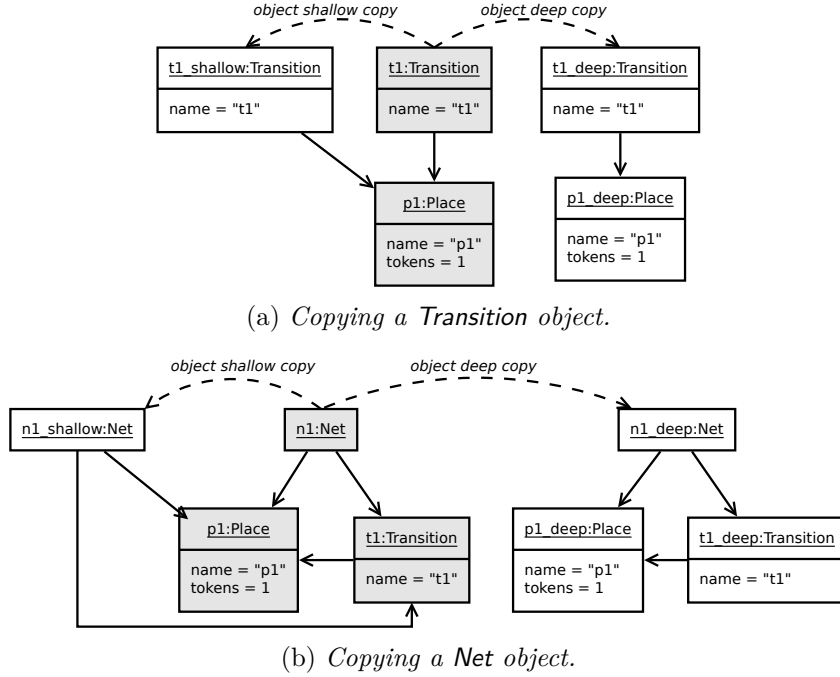 object shallow copy
object deep copy
t1_shallow:Transition
name = "t1"
t1:Transition
name = "t1"
t1_deep:Transition
name = "t1"
p1:Place
name = "p1"
tokens = 1
p1_deep:Place
name = "p1"
tokens = 1
(a) Copying a Transition object.
object shallow copy
object deep copy
n1_shallow:Net
n1:Net
n1_deep:Net
p1:Place
name = "p1"
tokens = 1
t1:Transition
name = "t1"
p1_deep:Place
name = "p1"
tokens = 1
t1_deep:Transition
name = "t1"
(b) Copying a Net object.